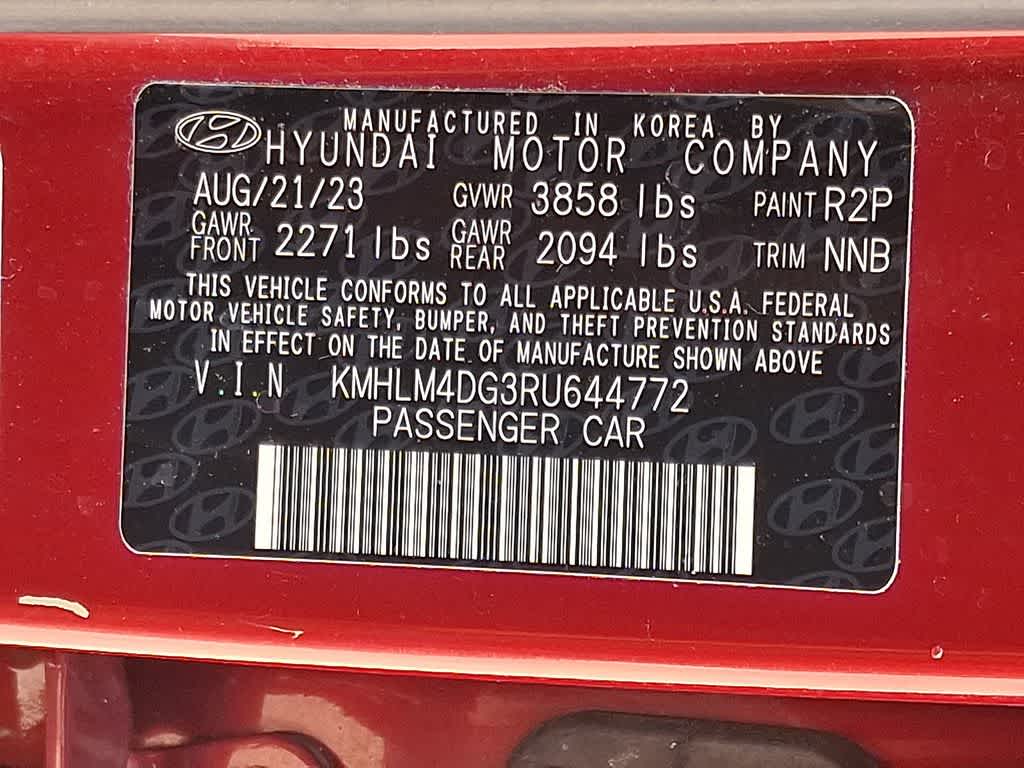 MANUFACTURED IN KOREA BY
HYUNDAI MOTOR COMPANY
AUG/21/23 GVWR 3858 lbs PAINT R2P
GAWR FRONT 2271 lbs GAWR REAR 2094 lbs TRIM NNB
THIS VEHICLE CONFORMS TO ALL APPLICABLE U.S.A. FEDERAL
MOTOR VEHICLE SAFETY, BUMPER, AND THEFT PREVENTION STANDARDS
IN EFFECT ON THE DATE OF MANUFACTURE SHOWN ABOVE
V.I.N KMHLM4DG3RU644772
PASSENGER CAR